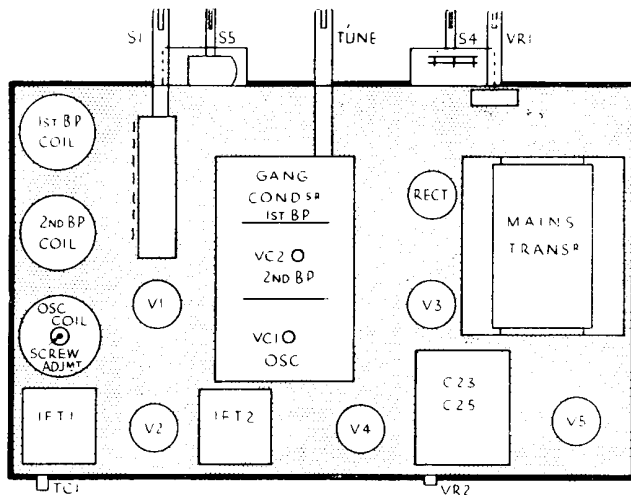 S1
S5
TUNE
S4
VR1
1ST BP
COIL
GANG
CONDSR
1ST BP
RECT
MAINS
TRANSR
2ND BP
COIL
VC2
2ND BP
V1
V3
OSC
COIL
SCREW
ADJMT
VC1
OSC
C23
C25
IFT1
V2
IFT2
V4
V5
TC1
VR2